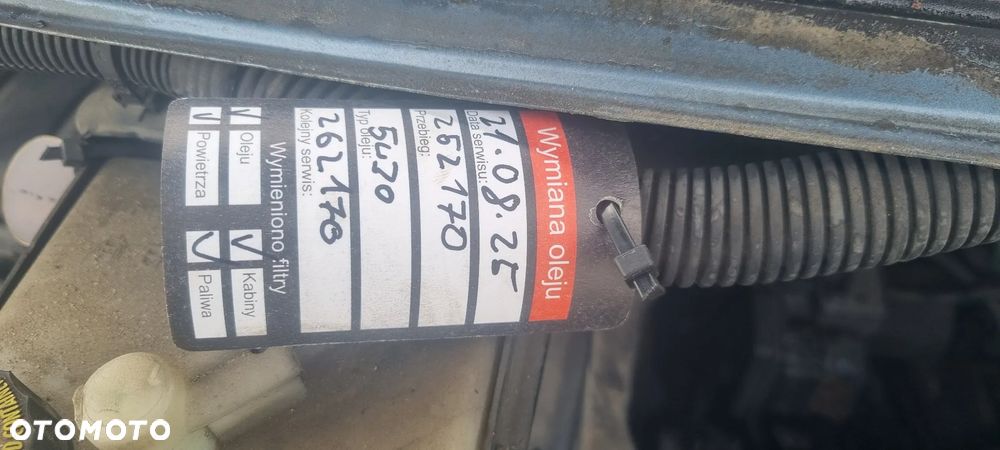 Wymiana oleju
Data serwisu:
21.08.25
Przebieg:
252170
Typ oleju:
5w30
Kolejny serwis:
262170
Wymieniono filtry
Oleju
Kabiny
Powietrza
Paliwa
OTOMOTO